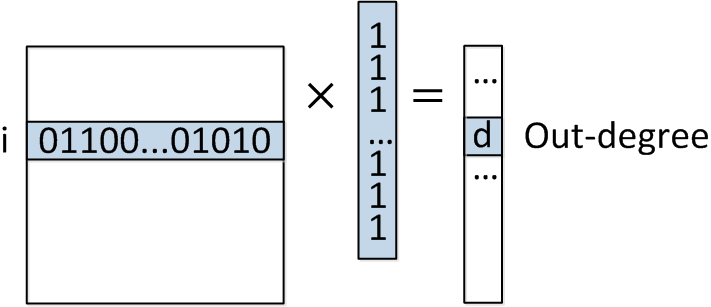 i 01100...01010 × 1 1 1 ... 1 1 1 = ... d ... Out-degree